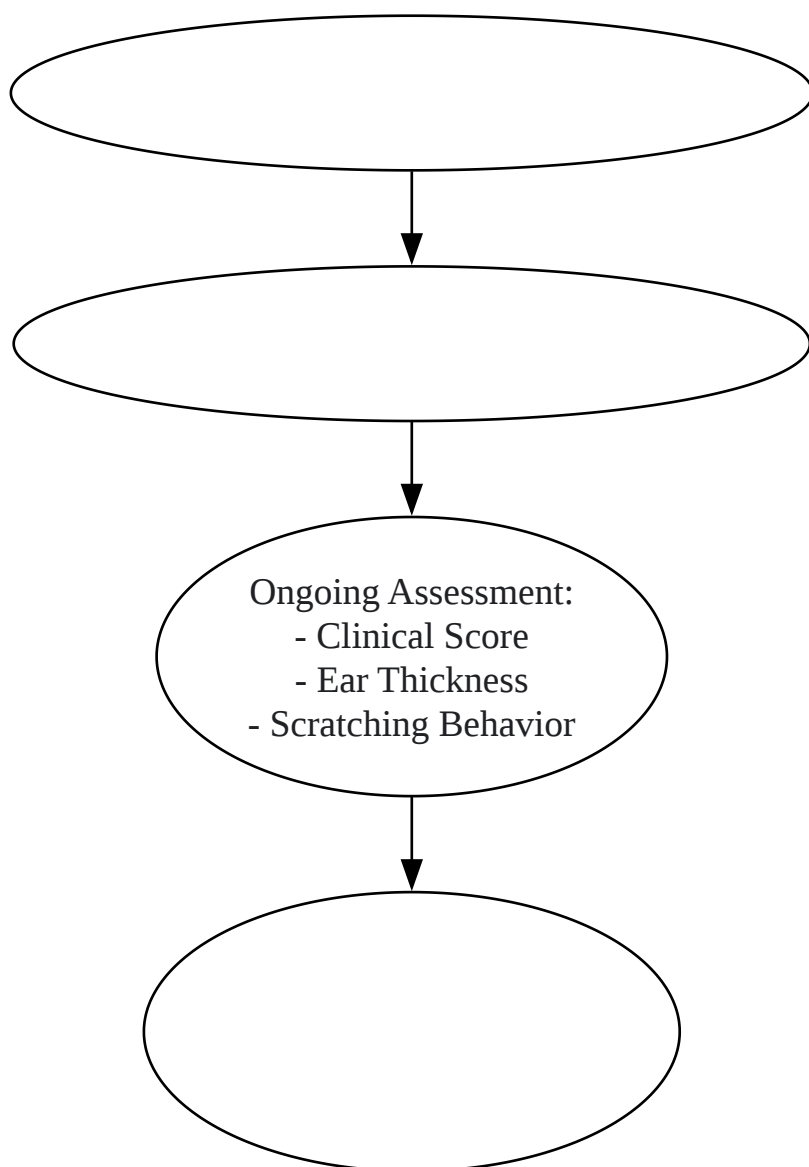 Ongoing Assessment:
- Clinical Score
- Ear Thickness
- Scratching Behavior